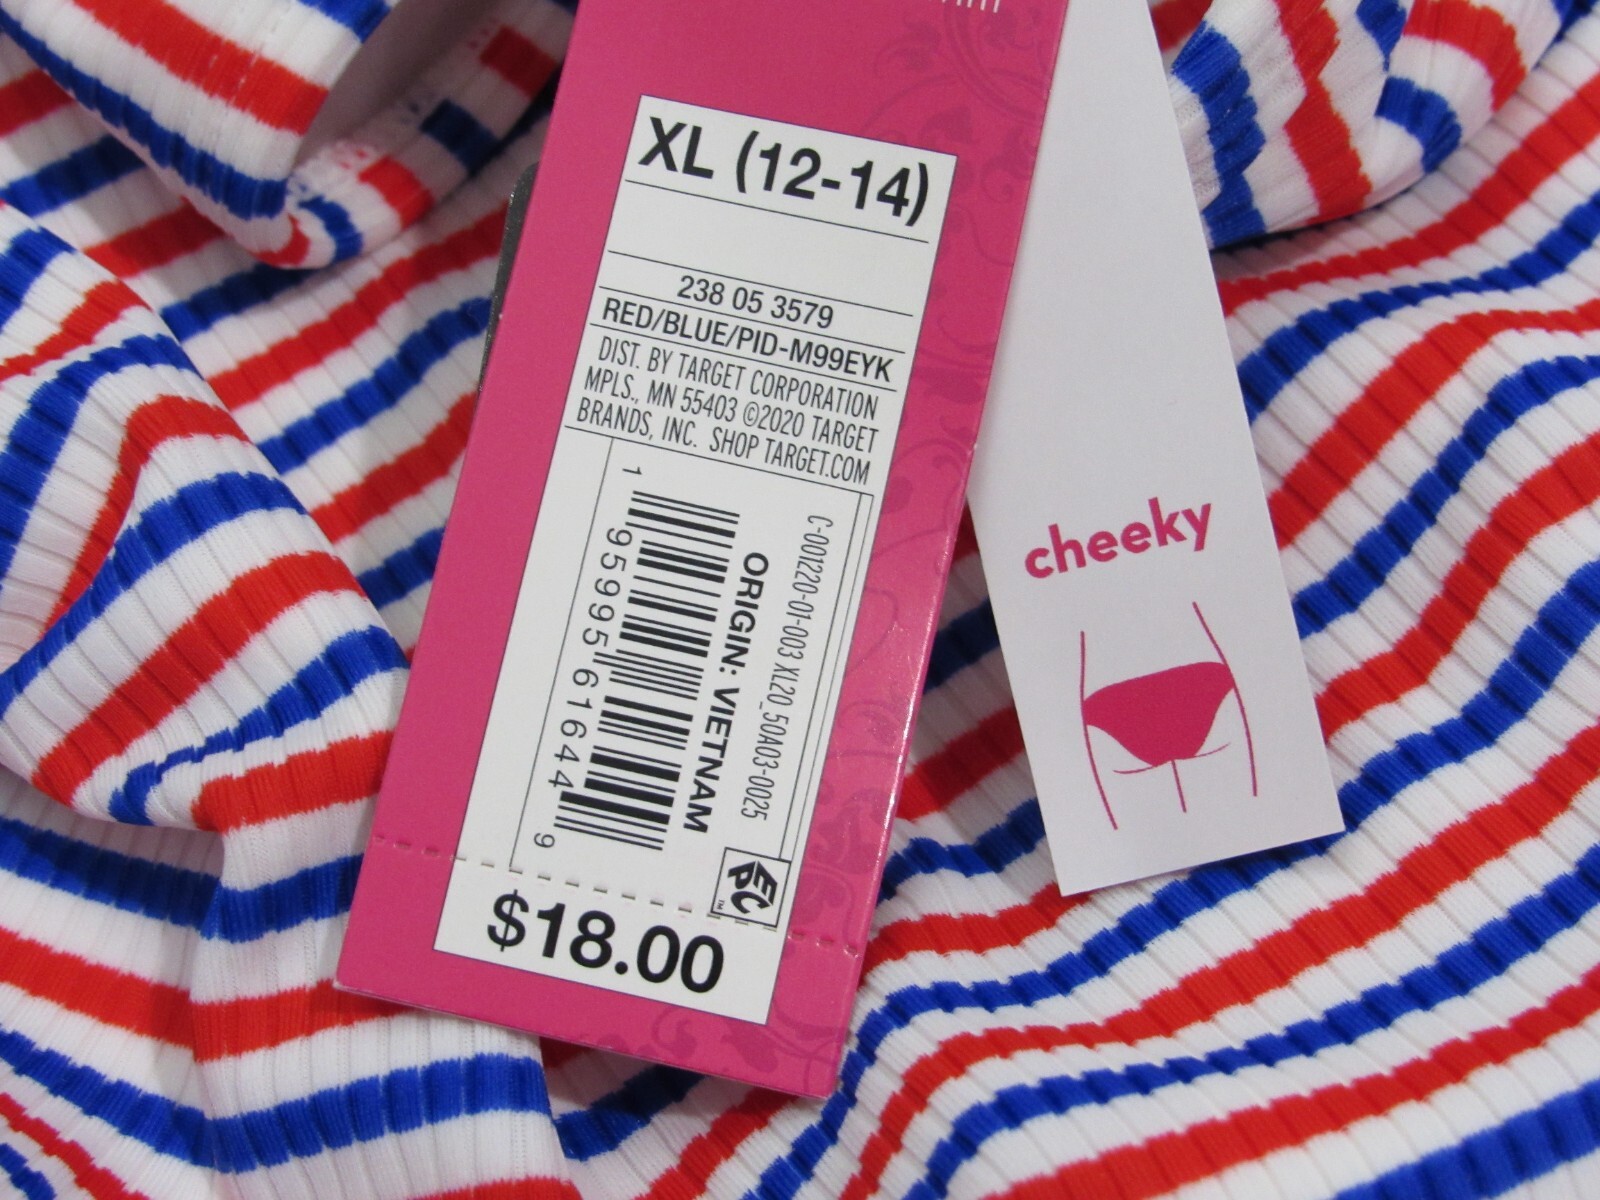 XL (12-14)
238 05 3579
RED/BLUE/PID-M99EYK
DIST. BY TARGET CORPORATION
MPLS., MN 55403 ©2020 TARGET
BRANDS, INC. SHOP TARGET.COM
C-001220-01-003 XL20_50A03-0025
ORIGIN: VIETNAM
1 95995 61644 9
EPC™
$18.00
cheeky